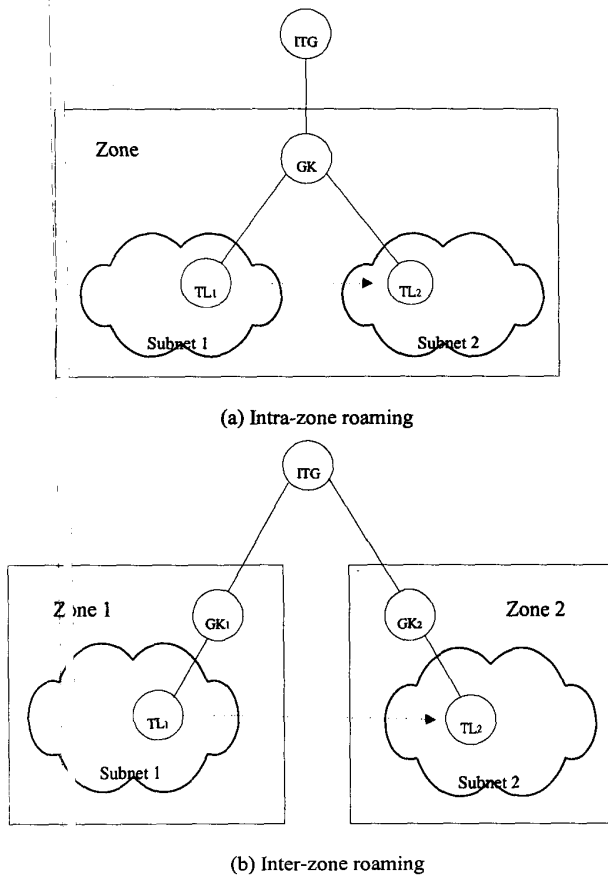 ITG
Zone
GK
TL1
TL2
Subnet 1
Subnet 2
(a) Intra-zone roaming
ITG
Zone 1
Zone 2
GK1
GK2
TL1
TL2
Subnet 1
Subnet 2
(b) Inter-zone roaming